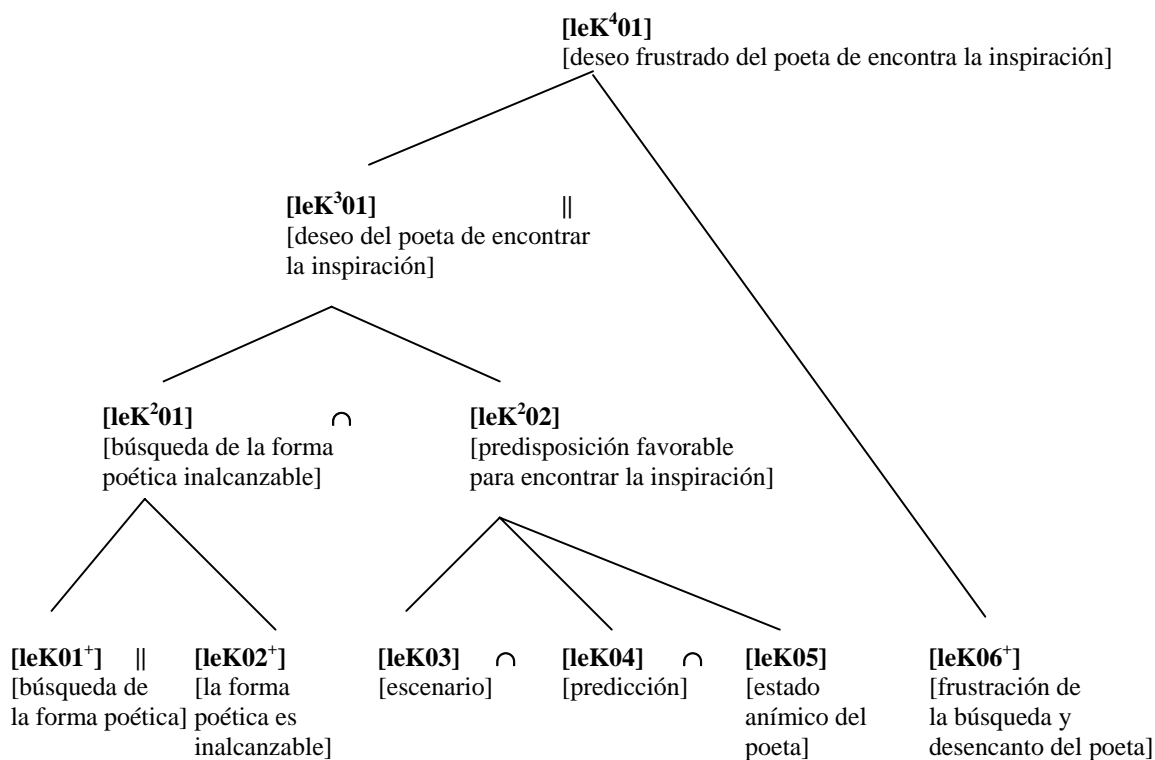 [leK⁴01]
[deseo frustrado del poeta de encontra la inspiración]
[leK³01] ||
[deseo del poeta de encontrar
la inspiración]
[leK²01] ∩ [leK²02]
[búsqueda de la forma
poética inalcanzable]
[predisposición favorable
para encontrar la inspiración]
[leK01⁺] || [leK02⁺] [leK03] ∩ [leK04] ∩ [leK05] [leK06⁺]
[búsqueda de
la forma poética]
[la forma
poética es
inalcanzable]
[escenario]
[predicción]
[estado
anímico del
poeta]
[frustración de
la búsqueda y
desencanto del poeta]